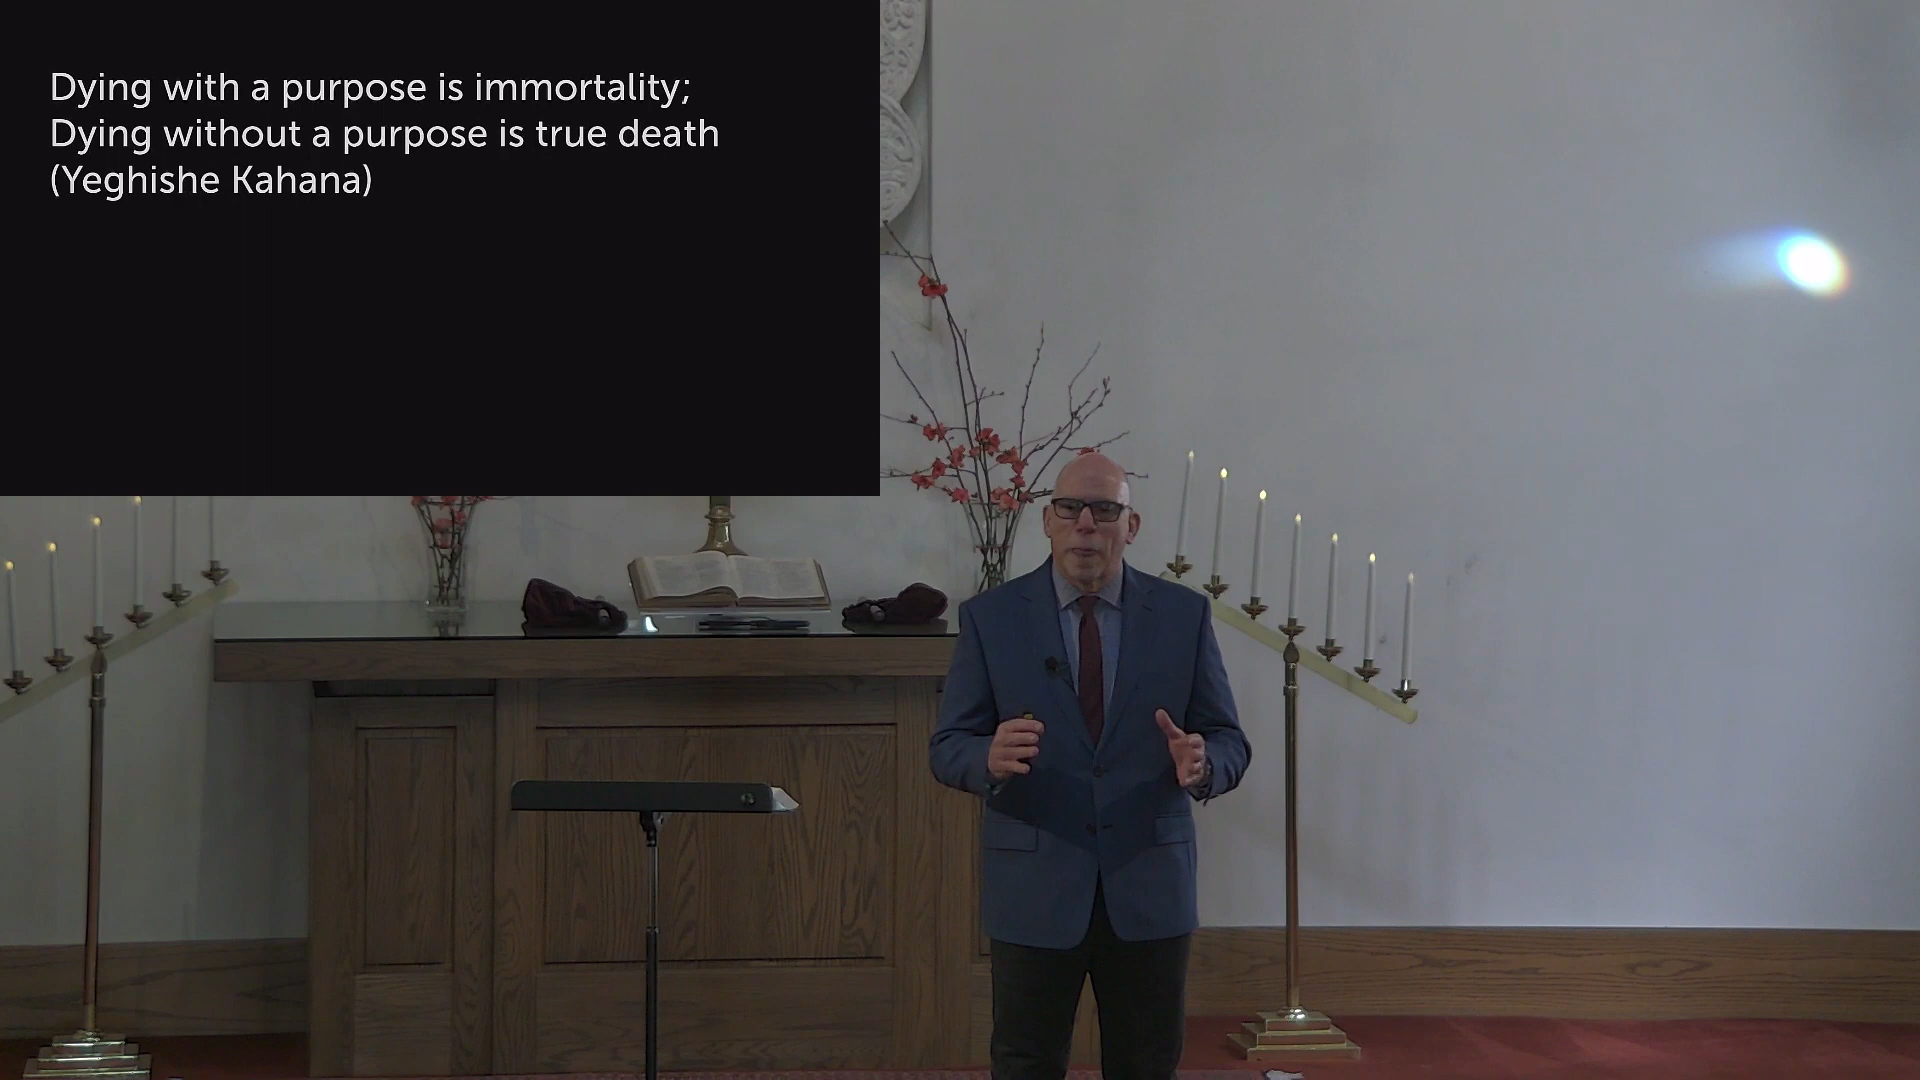 Dying with a purpose is immortality;
Dying without a purpose is true death
(Yeghishe Kahana)